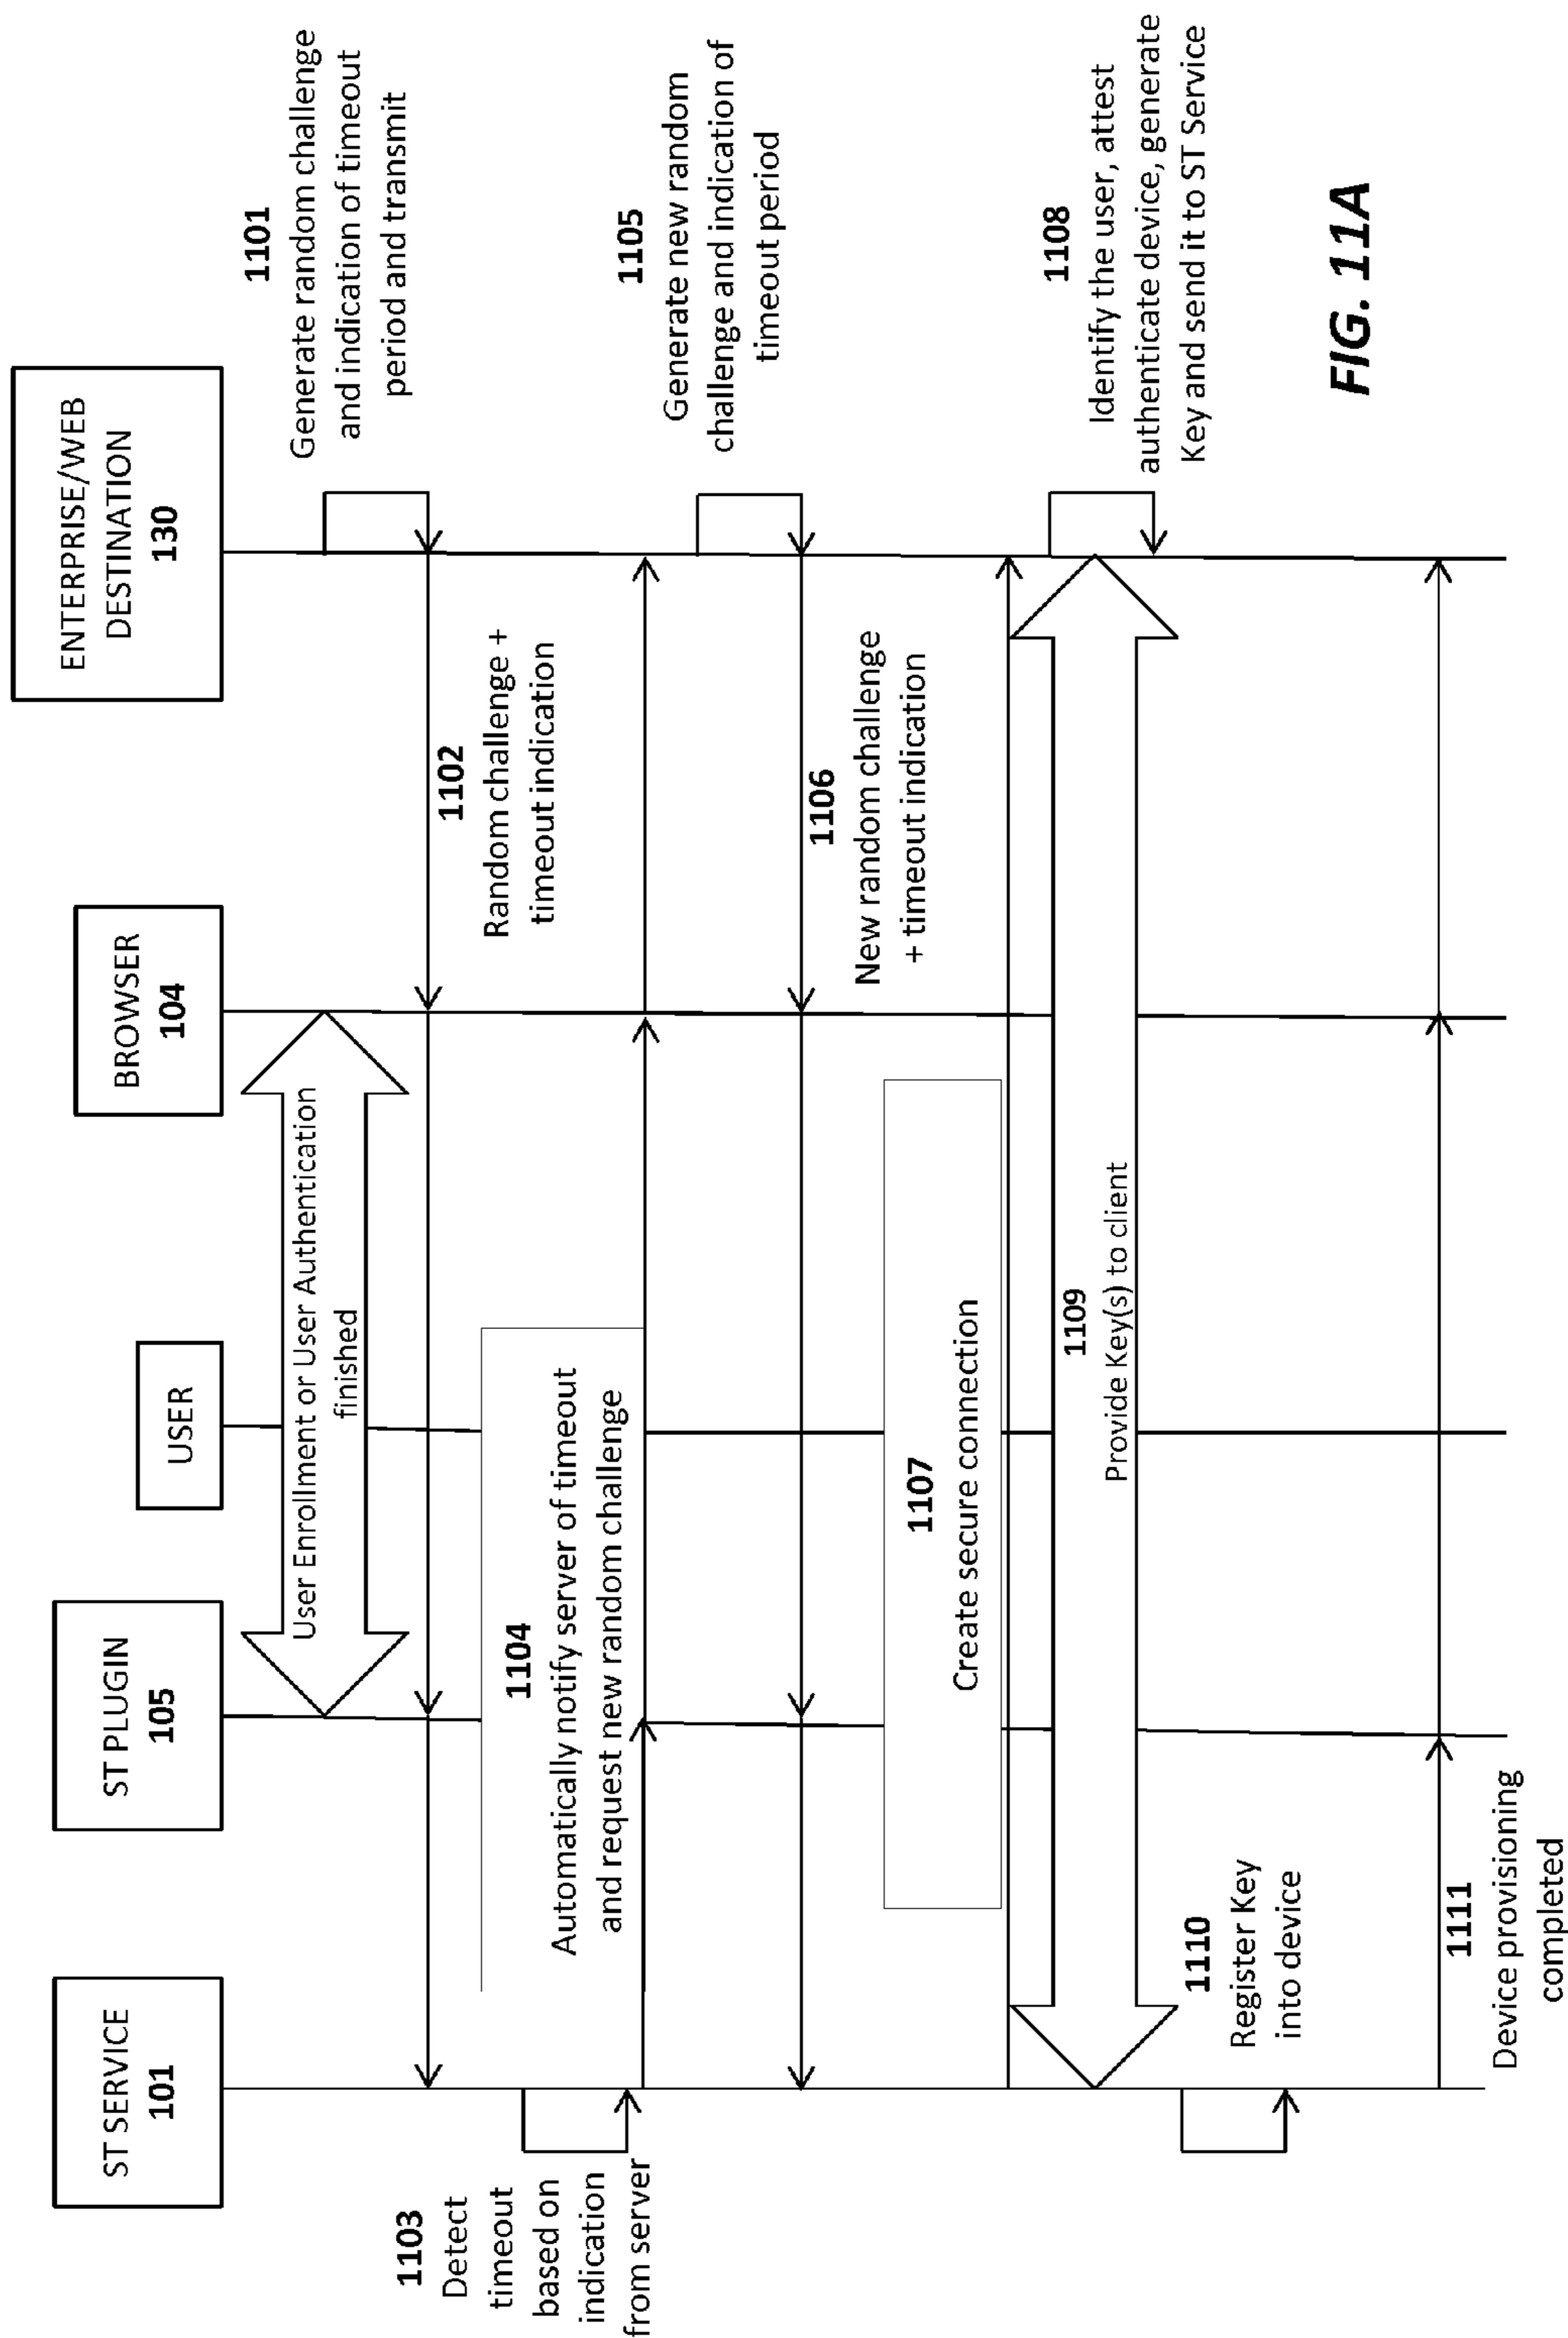 ST SERVICE
101
ST PLUGIN
105
USER
BROWSER
104
ENTERPRISE/WEB
DESTINATION
130
User Enrollment or User Authentication
finished
1101
Generate random challenge
and indication of timeout
period and transmit
1102
Random challenge +
timeout indication
1103
Detect
timeout
based on
indication
from server
1104
Automatically notify server of timeout
and request new random challenge
1105
Generate new random
challenge and indication of
timeout period
1106
New random challenge
+ timeout indication
1107
Create secure connection
1108
Identify the user, attest
authenticate device, generate
Key and send it to ST Service
1109
Provide Key(s) to client
1110
Register Key
into device
1111
Device provisioning
completed
FIG. 11A